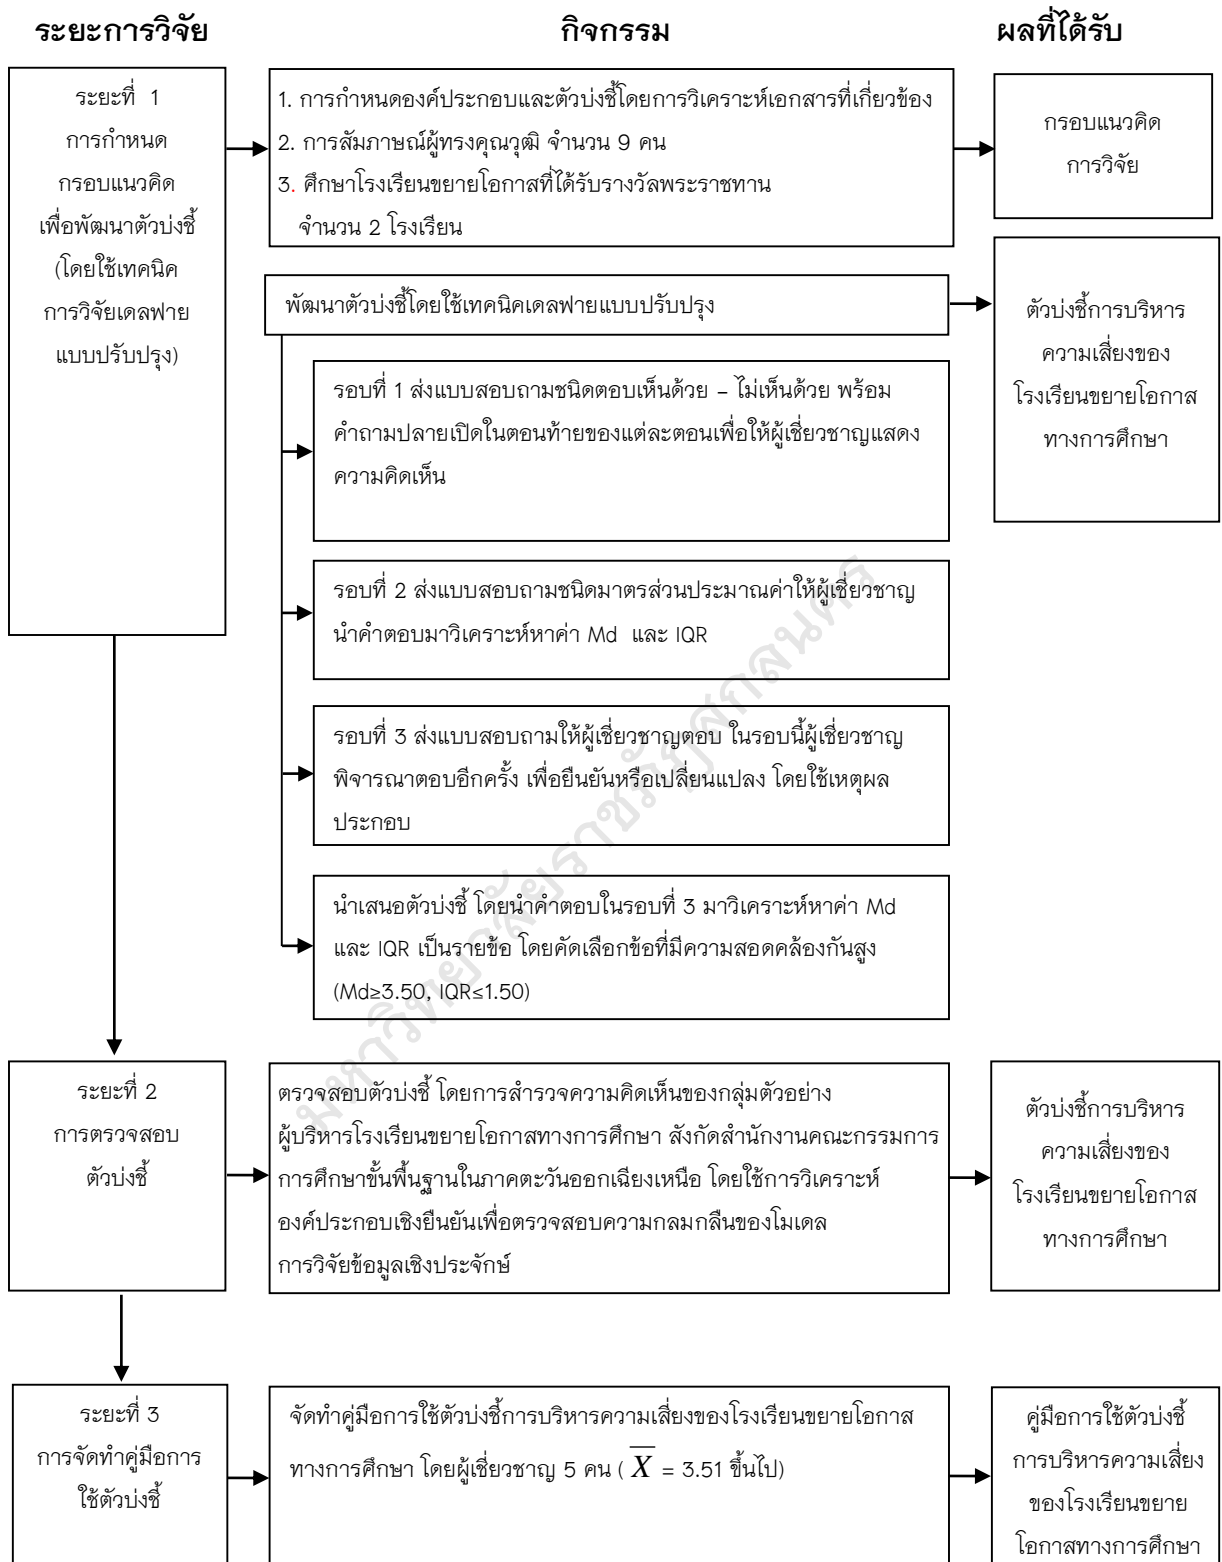 ระยะการวิจัย กิจกรรม ผลที่ได้รับ
ระยะที่ 1
การกำหนด
กรอบแนวคิด
เพื่อพัฒนาตัวบ่งชี้
(โดยใช้เทคนิค
การวิจัยเดลฟาย
แบบปรับปรุง)
1. การกำหนดองค์ประกอบและตัวบ่งชี้โดยการวิเคราะห์เอกสารที่เกี่ยวข้อง
2. การสัมภาษณ์ผู้ทรงคุณวุฒิ จำนวน 9 คน
3. ศึกษาโรงเรียนขยายโอกาสที่ได้รับรางวัลพระราชทาน
จำนวน 2 โรงเรียน
กรอบแนวคิด
การวิจัย
พัฒนาตัวบ่งชี้โดยใช้เทคนิคเดลฟายแบบปรับปรุง
ตัวบ่งชี้การบริหาร
ความเสี่ยงของ
โรงเรียนขยายโอกาส
ทางการศึกษา
รอบที่ 1 ส่งแบบสอบถามชนิดตอบเห็นด้วย – ไม่เห็นด้วย พร้อม
คำถามปลายเปิดในตอนท้ายของแต่ละตอนเพื่อให้ผู้เชี่ยวชาญแสดง
ความคิดเห็น
รอบที่ 2 ส่งแบบสอบถามชนิดมาตรส่วนประมาณค่าให้ผู้เชี่ยวชาญ
นำคำตอบมาวิเคราะห์หาค่า Md และ IQR
รอบที่ 3 ส่งแบบสอบถามให้ผู้เชี่ยวชาญตอบ ในรอบนี้ผู้เชี่ยวชาญ
พิจารณาตอบอีกครั้ง เพื่อยืนยันหรือเปลี่ยนแปลง โดยใช้เหตุผล
ประกอบ
นำเสนอตัวบ่งชี้ โดยนำคำตอบในรอบที่ 3 มาวิเคราะห์หาค่า Md
และ IQR เป็นรายข้อ โดยคัดเลือกข้อที่มีความสอดคล้องกันสูง
(Md≥3.50, IQR≤1.50)
มหาวิทยาลัยราชภัฏสกลนคร
ระยะที่ 2
การตรวจสอบ
ตัวบ่งชี้
ตรวจสอบตัวบ่งชี้ โดยการสำรวจความคิดเห็นของกลุ่มตัวอย่าง
ผู้บริหารโรงเรียนขยายโอกาสทางการศึกษา สังกัดสำนักงานคณะกรรมการ
การศึกษาขั้นพื้นฐานในภาคตะวันออกเฉียงเหนือ โดยใช้การวิเคราะห์
องค์ประกอบเชิงยืนยันเพื่อตรวจสอบความกลมกลืนของโมเดล
การวิจัยข้อมูลเชิงประจักษ์
ตัวบ่งชี้การบริหาร
ความเสี่ยงของ
โรงเรียนขยายโอกาส
ทางการศึกษา
ระยะที่ 3
การจัดทำคู่มือการ
ใช้ตัวบ่งชี้
จัดทำคู่มือการใช้ตัวบ่งชี้การบริหารความเสี่ยงของโรงเรียนขยายโอกาส
ทางการศึกษา โดยผู้เชี่ยวชาญ 5 คน ( X̅ = 3.51 ขึ้นไป)
คู่มือการใช้ตัวบ่งชี้
การบริหารความเสี่ยง
ของโรงเรียนขยาย
โอกาสทางการศึกษา